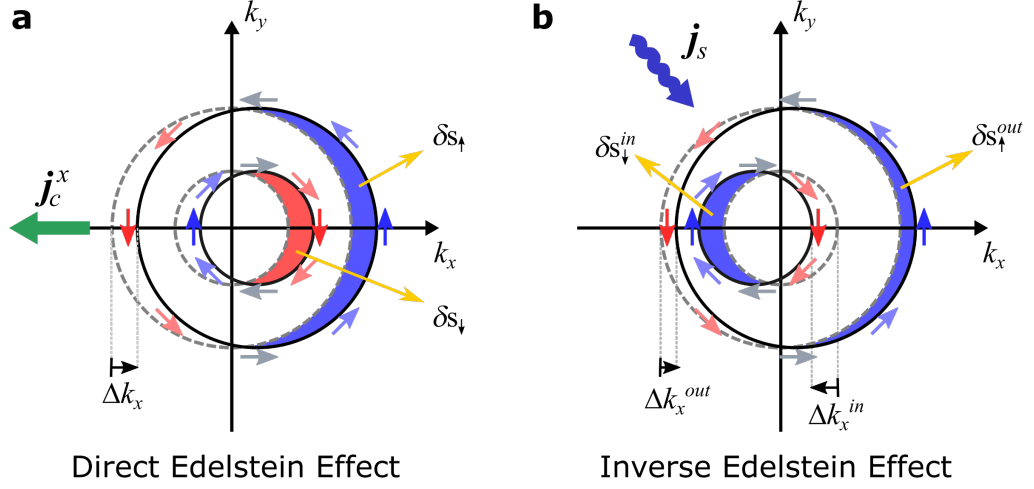 a
k_y
j_c^x
δs↑
k_x
δs↓
Δk_x
Direct Edelstein Effect
b
k_y
j_s
δs↓^in
δs↑^out
k_x
Δk_x^out
Δk_x^in
Inverse Edelstein Effect